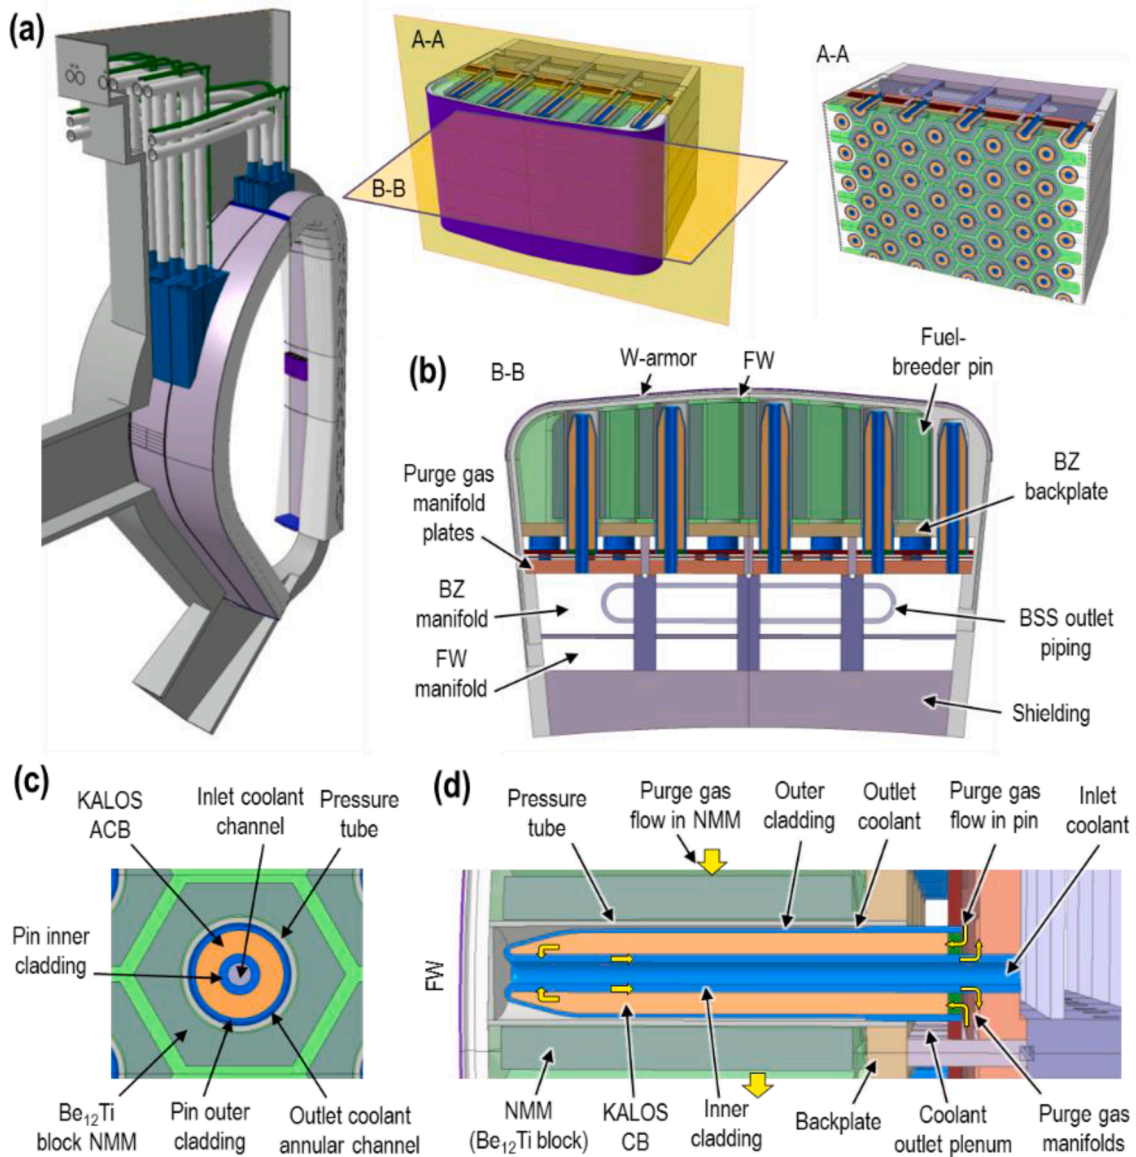 (a)
A-A
B-B
A-A
(b)
B-B
W-armor
FW
Fuel-
breeder pin
Purge gas
manifold
plates
BZ
backplate
BZ
manifold
BSS outlet
piping
FW
manifold
Shielding
(c)
KALOS
ACB
Inlet coolant
channel
Pressure
tube
Pin inner
cladding
Be₁₂Ti
block NMM
Pin outer
cladding
Outlet coolant
annular channel
(d)
Pressure
tube
Purge gas
flow in NMM
Outer
cladding
Outlet
coolant
Purge gas
flow in pin
Inlet
coolant
FW
NMM
(Be₁₂Ti block)
KALOS
CB
Inner
cladding
Backplate
Coolant
outlet plenum
Purge gas
manifolds